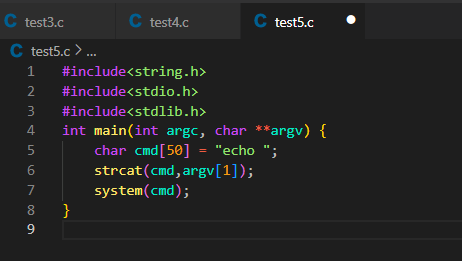 C test3.c
C test4.c
C test5.c
C test5.c > ...
1 #include<string.h>
2 #include<stdio.h>
3 #include<stdlib.h>
4 int main(int argc, char **argv) {
5     char cmd[50] = "echo ";
6     strcat(cmd,argv[1]);
7     system(cmd);
8 }
9